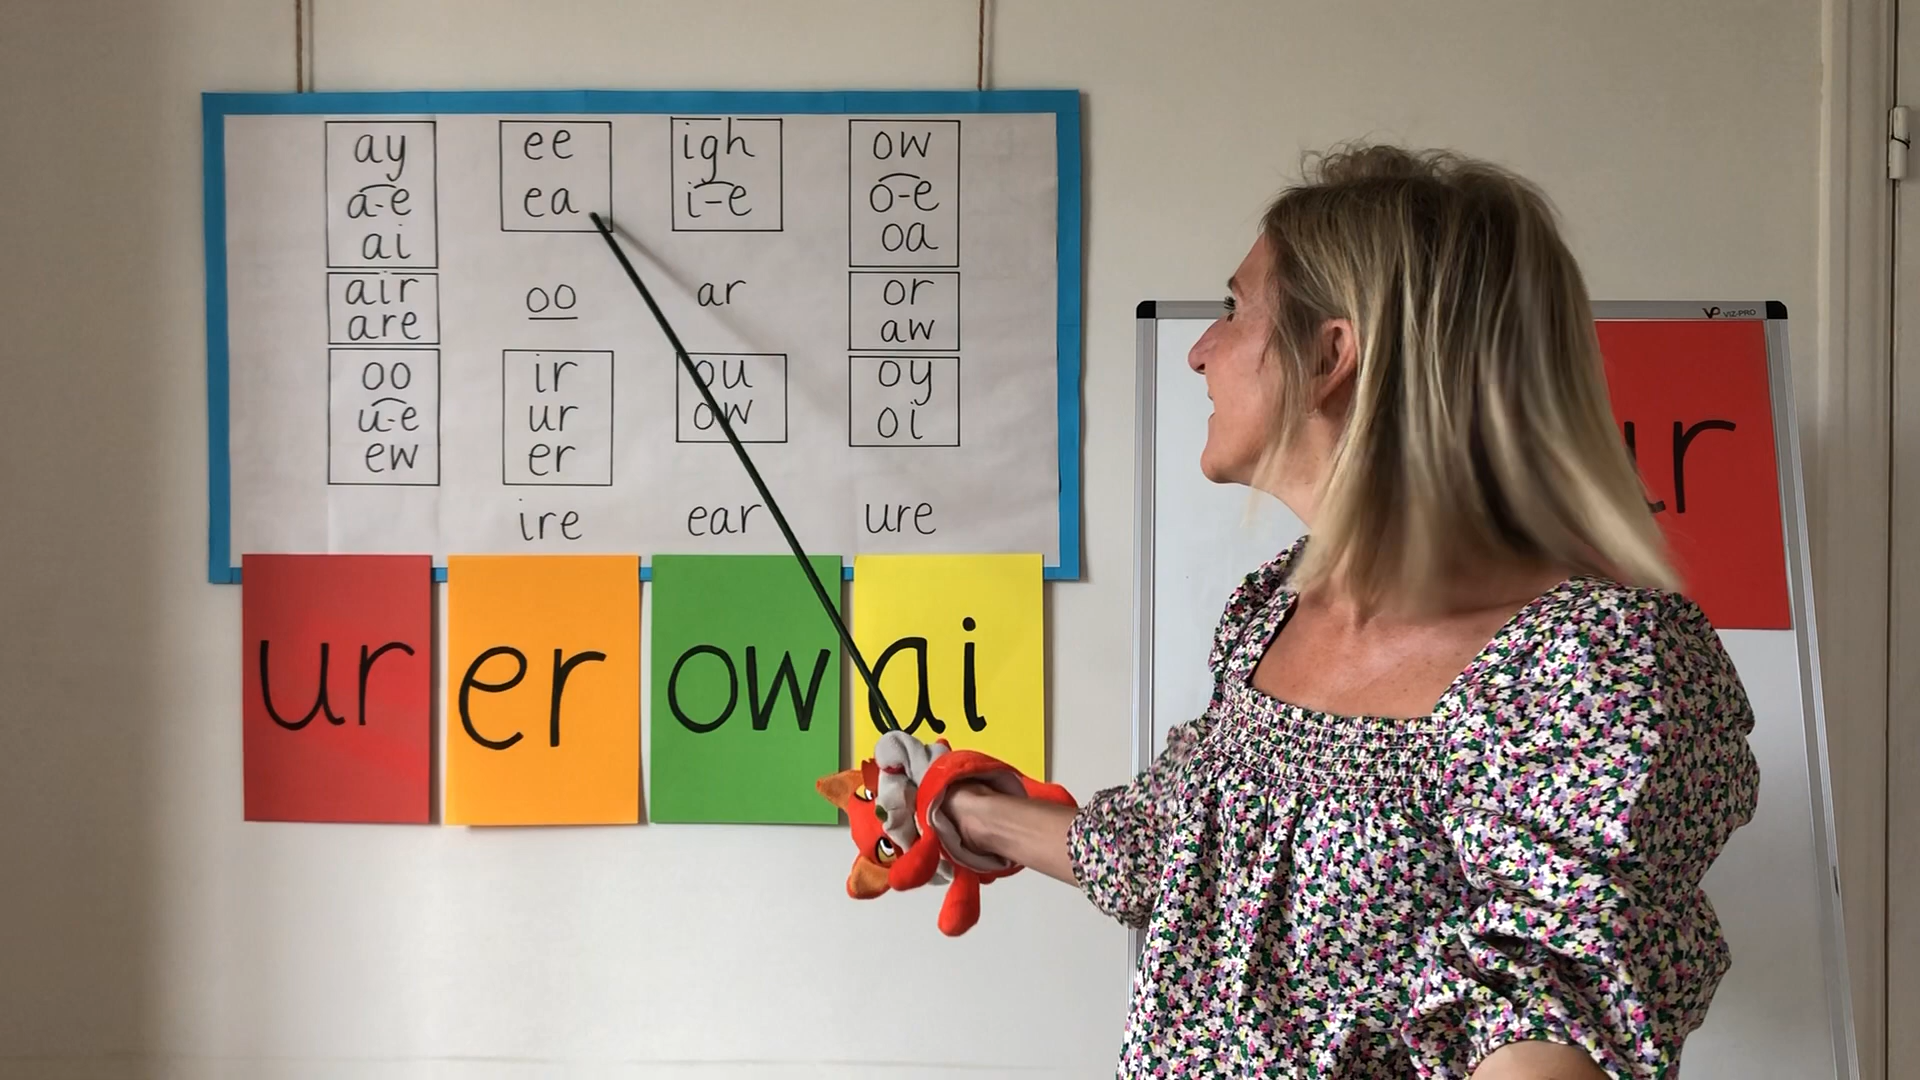 ay
a-e
ai
ee
ea
igh
i-e
ow
o-e
oa
air
are
oo
ar
or
aw
oo
u-e
ew
ir
ur
er
ou
ow
oy
oi
ire
ear
ure
ur
er
ow
ai
VIZ-PRO